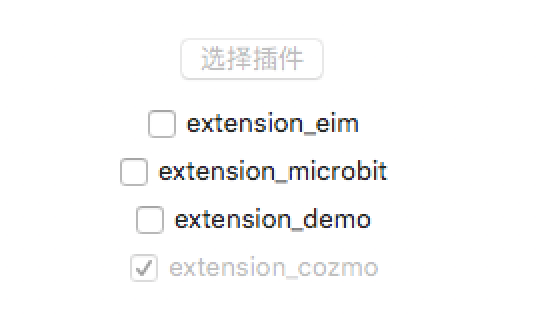 选择插件
extension_eim
extension_microbit
extension_demo
extension_cozmo